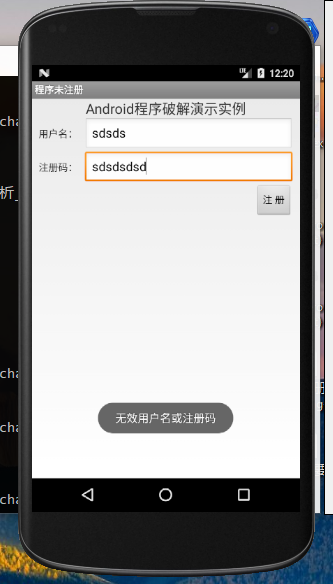 12:20
程序未注册
Android程序破解演示实例
用户名： sdsds
注册码： sdsdsdsd
注 册
无效用户名或注册码
cha
析_
cha
cha
cha